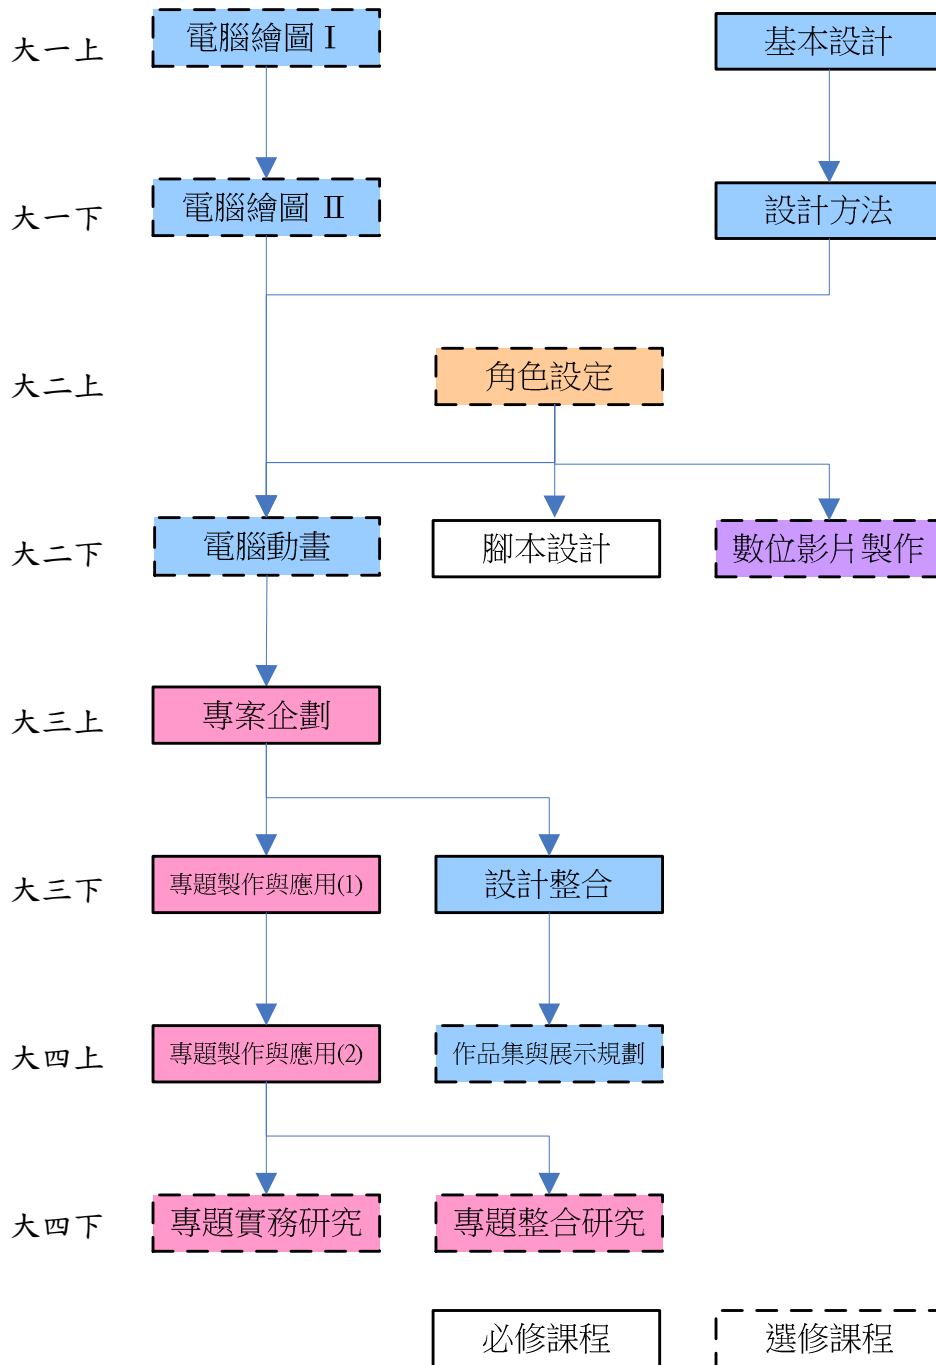 大一上
電腦繪圖 I
基本設計
大一下
電腦繪圖 II
設計方法
大二上
角色設定
大二下
電腦動畫
腳本設計
數位影片製作
大三上
專案企劃
大三下
專題製作與應用(1)
設計整合
大四上
專題製作與應用(2)
作品集與展示規劃
大四下
專題實務研究
專題整合研究
必修課程
選修課程